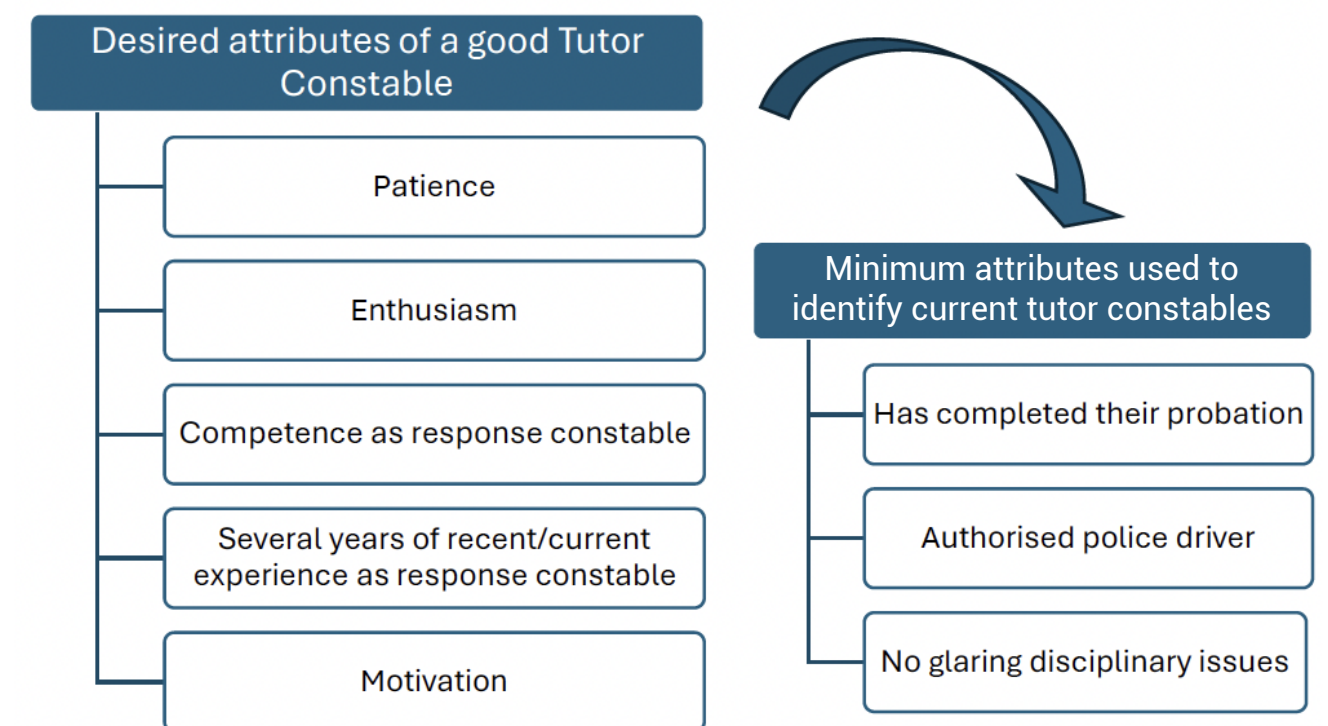 Desired attributes of a good Tutor
Constable
Patience
Enthusiasm
Competence as response constable
Several years of recent/current
experience as response constable
Motivation
Minimum attributes used to
identify current tutor constables
Has completed their probation
Authorised police driver
No glaring disciplinary issues